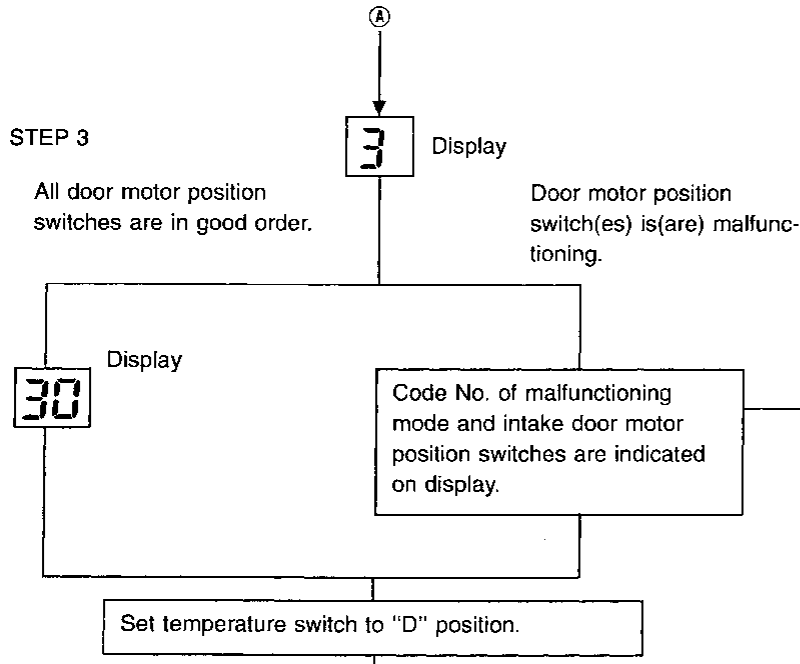 A
STEP 3
3
Display
All door motor position
switches are in good order.
Door motor position
switch(es) is(are) malfunc-
tioning.
Display
30
Code No. of malfunctioning
mode and intake door motor
position switches are indicated
on display.
Set temperature switch to "D" position.